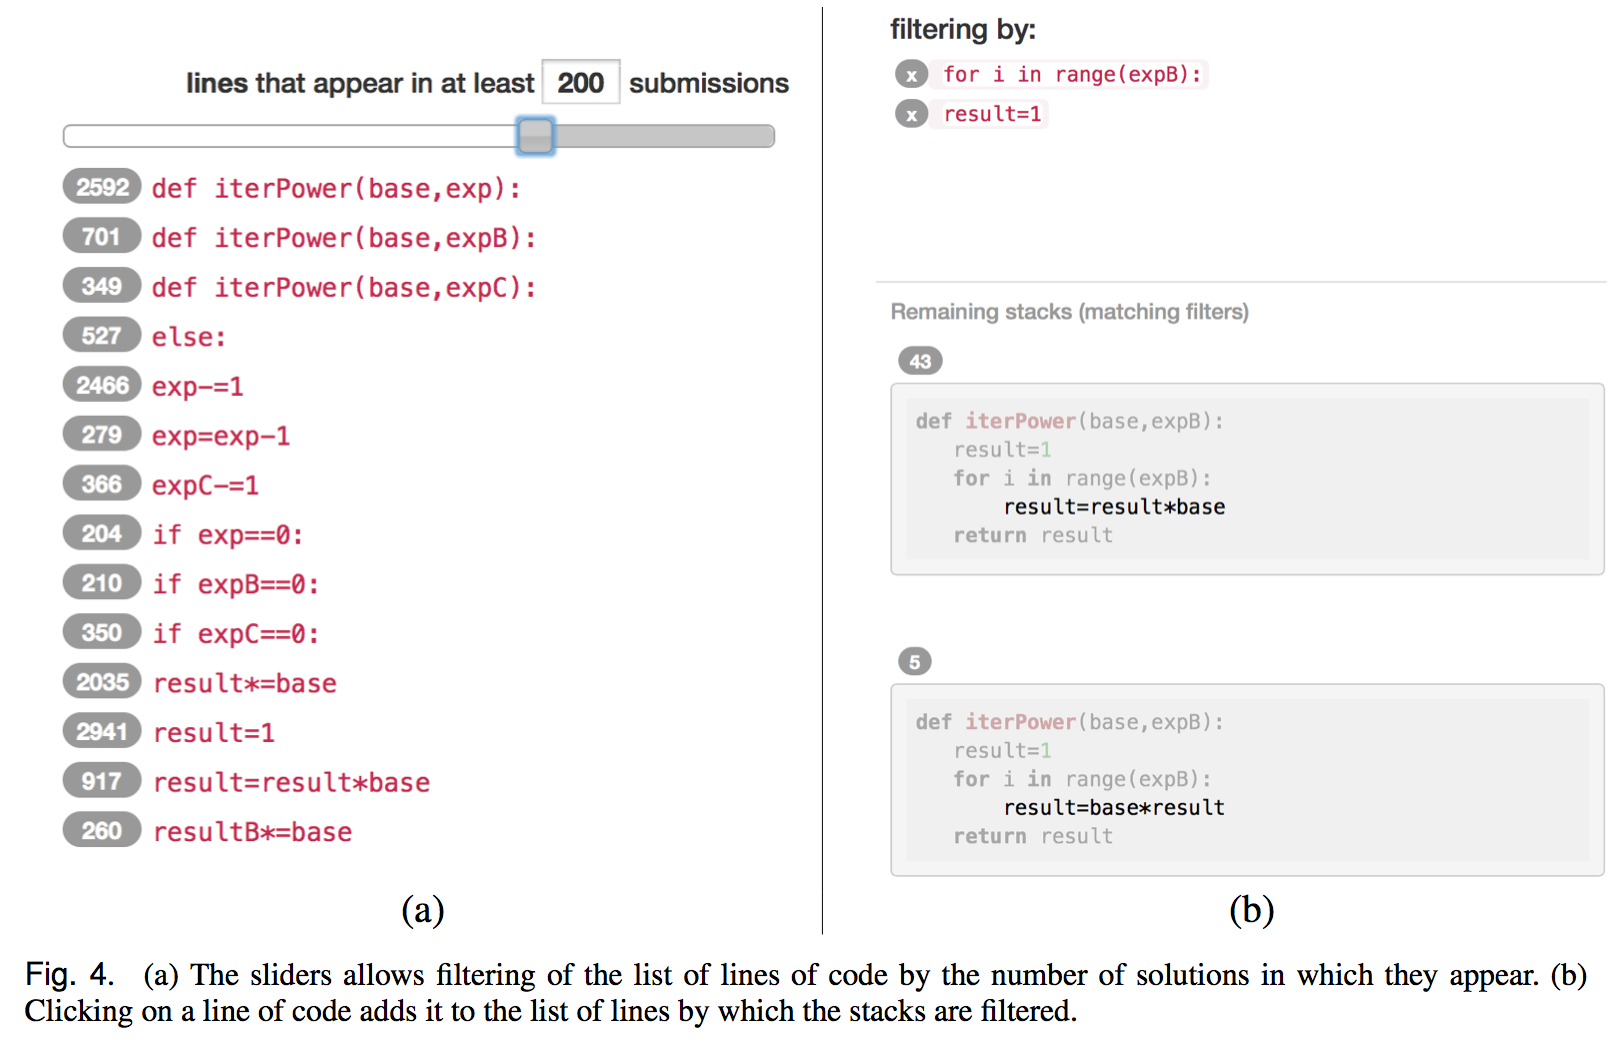 lines that appear in at least 200 submissions
2592 def iterPower(base,exp):
701 def iterPower(base,expB):
349 def iterPower(base,expC):
527 else:
2466 exp-=1
279 exp=exp-1
366 expC-=1
204 if exp==0:
210 if expB==0:
350 if expC==0:
2035 result*=base
2941 result=1
917 result=result*base
260 resultB*=base
(a)
filtering by:
x for i in range(expB):
x result=1
Remaining stacks (matching filters)
43
def iterPower(base,expB):
result=1
for i in range(expB):
result=result*base
return result
5
def iterPower(base,expB):
result=1
for i in range(expB):
result=base*result
return result
(b)
Fig. 4. (a) The sliders allows filtering of the list of lines of code by the number of solutions in which they appear. (b)
Clicking on a line of code adds it to the list of lines by which the stacks are filtered.